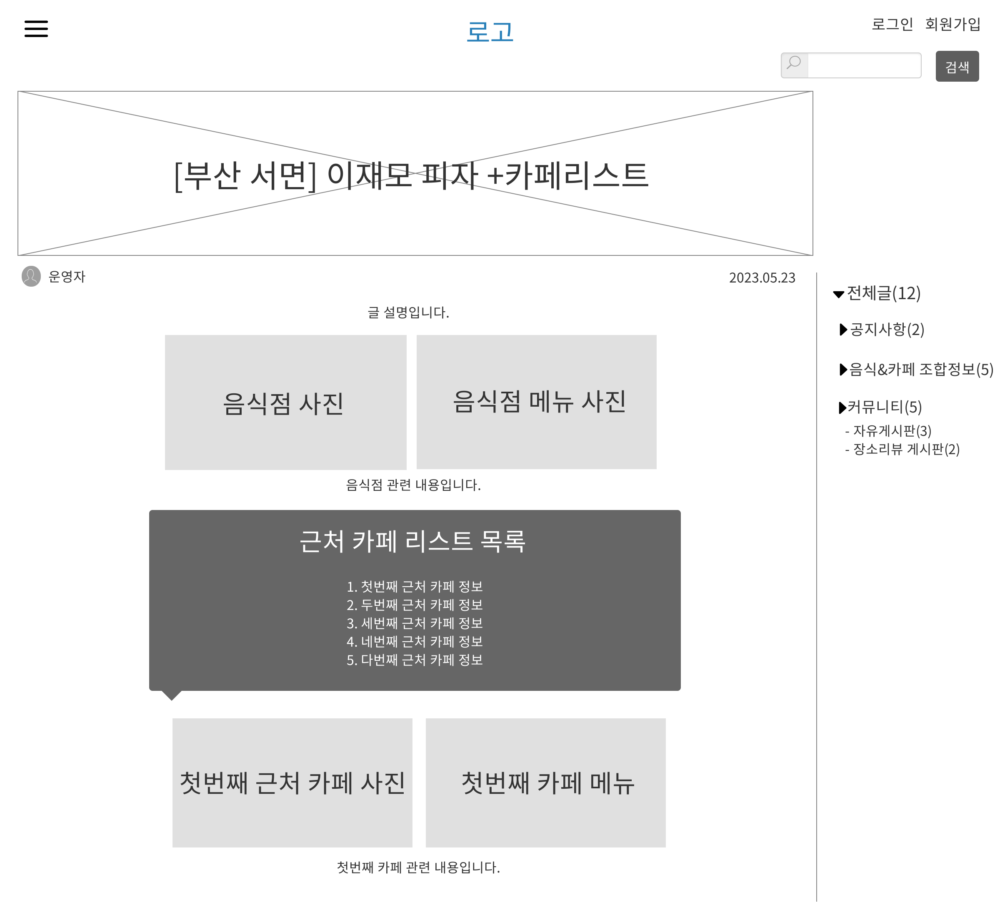 로고
로그인 회원가입
검색
[부산 서면] 이재모 피자 +카페리스트
운영자
2023.05.23
글 설명입니다.
음식점 사진
음식점 메뉴 사진
음식점 관련 내용입니다.
근처 카페 리스트 목록
1. 첫번째 근처 카페 정보
2. 두번째 근처 카페 정보
3. 세번째 근처 카페 정보
4. 네번째 근처 카페 정보
5. 다번째 근처 카페 정보
첫번째 근처 카페 사진
첫번째 카페 메뉴
첫번째 카페 관련 내용입니다.
전체글(12)
공지사항(2)
음식&카페 조합정보(5)
커뮤니티(5)
- 자유게시판(3)
- 장소리뷰 게시판(2)